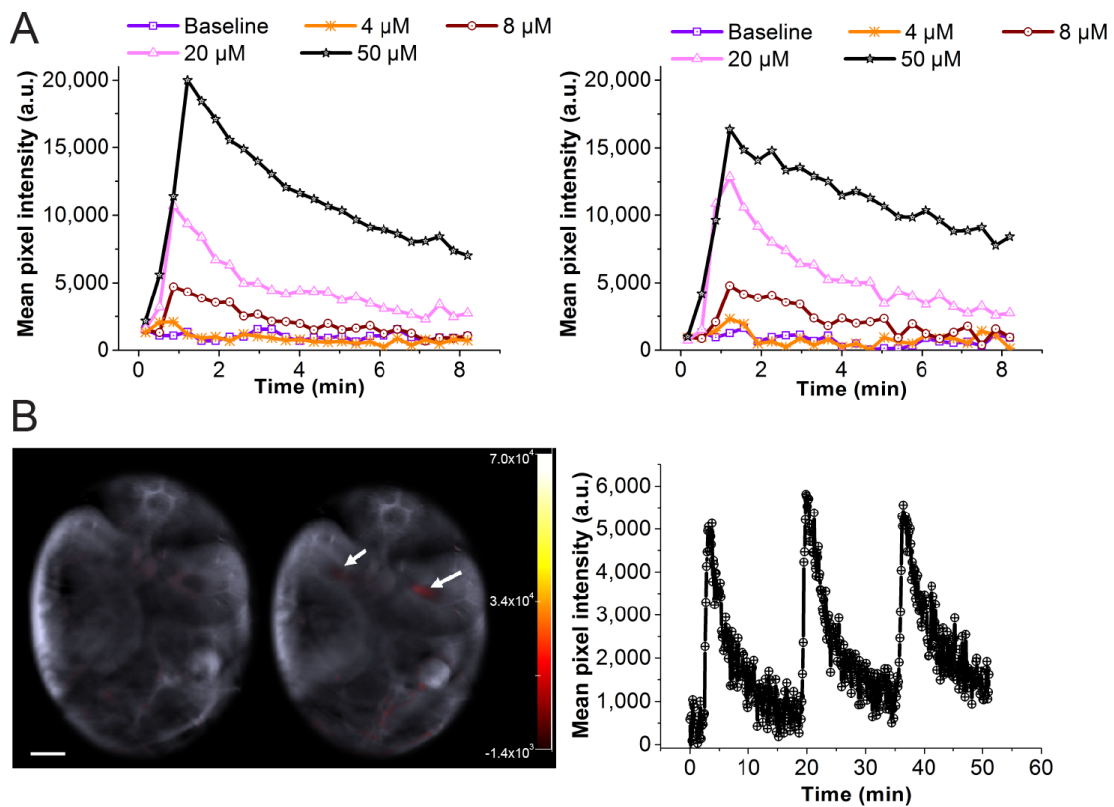 A
Baseline 4 µM 8 µM
20 µM 50 µM
20,000
15,000
10,000
5,000
0
Mean pixel intensity (a.u.)
0 2 4 6 8
Time (min)
Baseline 4 µM 8 µM
20 µM 50 µM
20,000
15,000
10,000
5,000
0
Mean pixel intensity (a.u.)
0 2 4 6 8
Time (min)
B
7.0x10⁴
3.4x10⁴
-1.4x10³
6,000
5,000
4,000
3,000
2,000
1,000
0
Mean pixel intensity (a.u.)
0 10 20 30 40 50 60
Time (min)